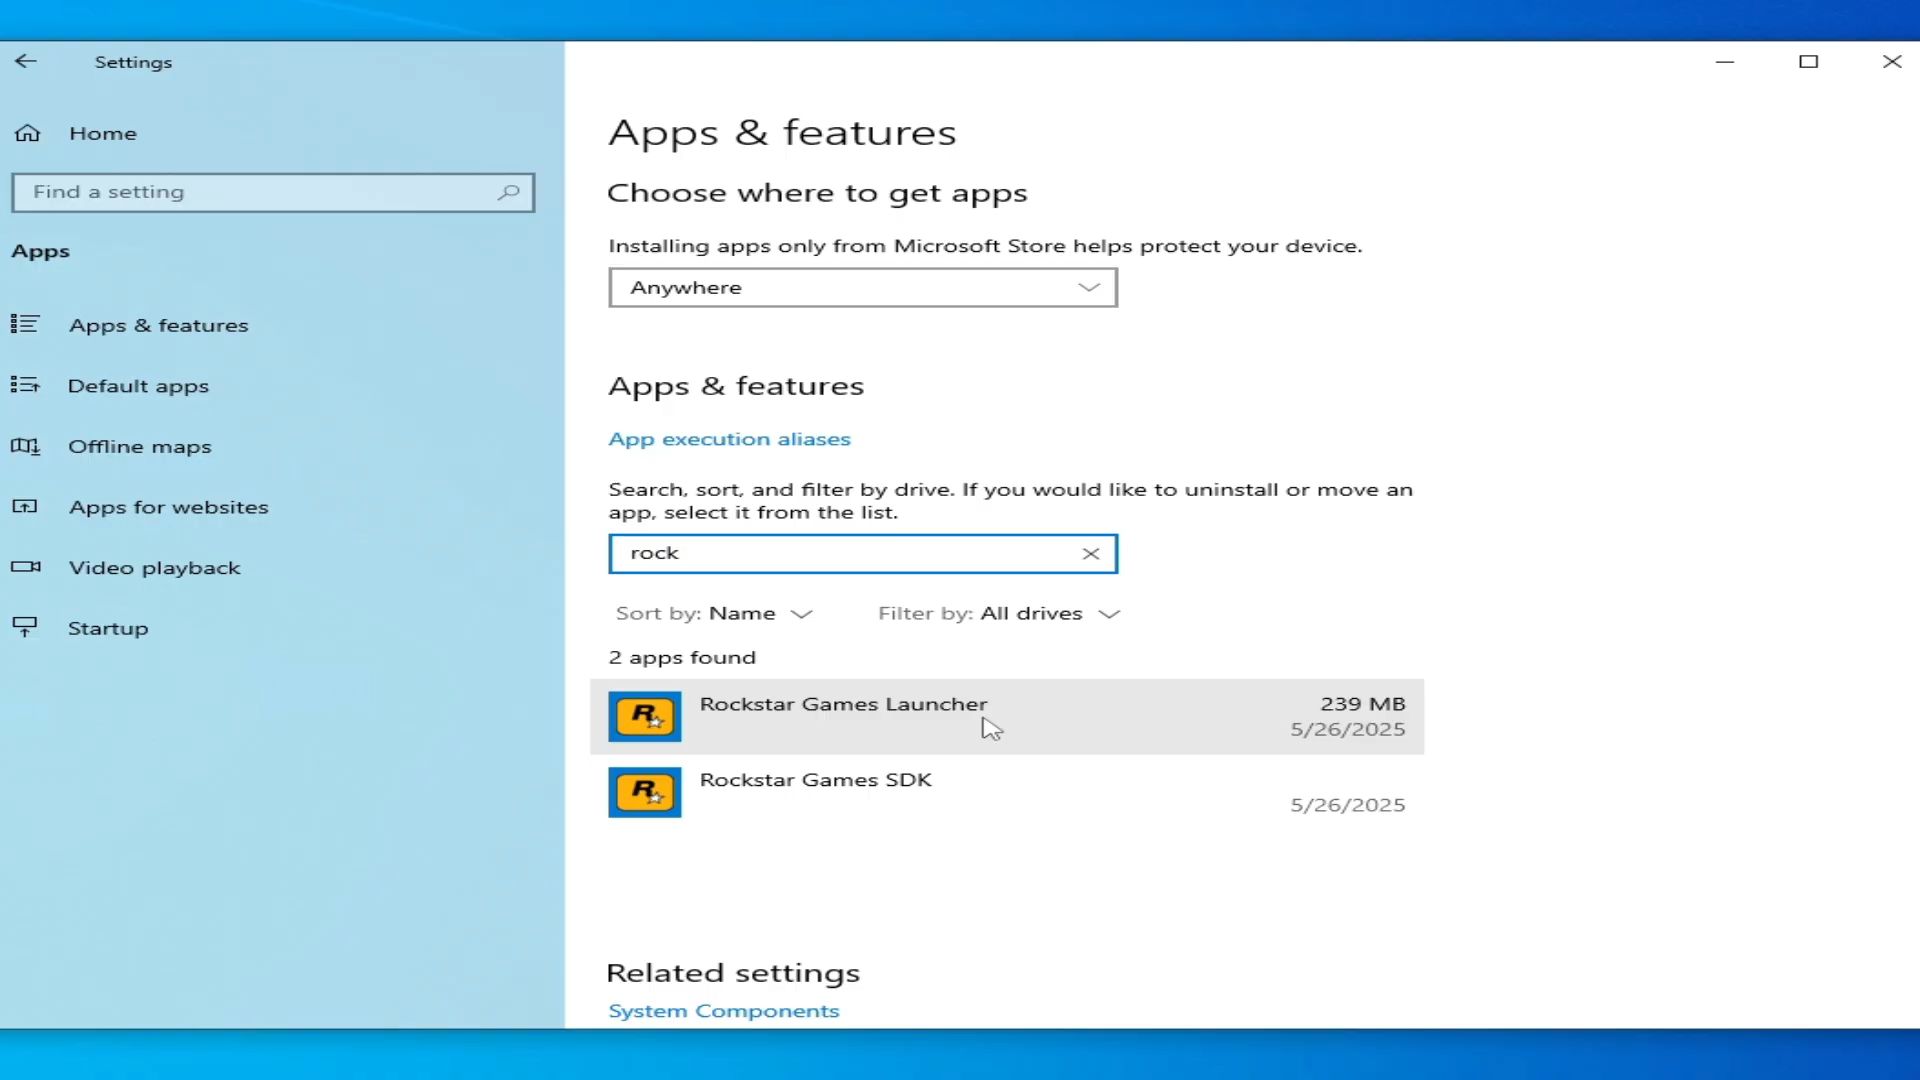 Settings
Home
Find a setting
Apps
Apps & features
Default apps
Offline maps
Apps for websites
Video playback
Startup
Apps & features
Choose where to get apps
Installing apps only from Microsoft Store helps protect your device.
Anywhere
Apps & features
App execution aliases
Search, sort, and filter by drive. If you would like to uninstall or move an
app, select it from the list.
rock
Sort by: Name Filter by: All drives
2 apps found
R
Rockstar Games Launcher 239 MB
5/26/2025
R
Rockstar Games SDK
5/26/2025
Related settings
System Components